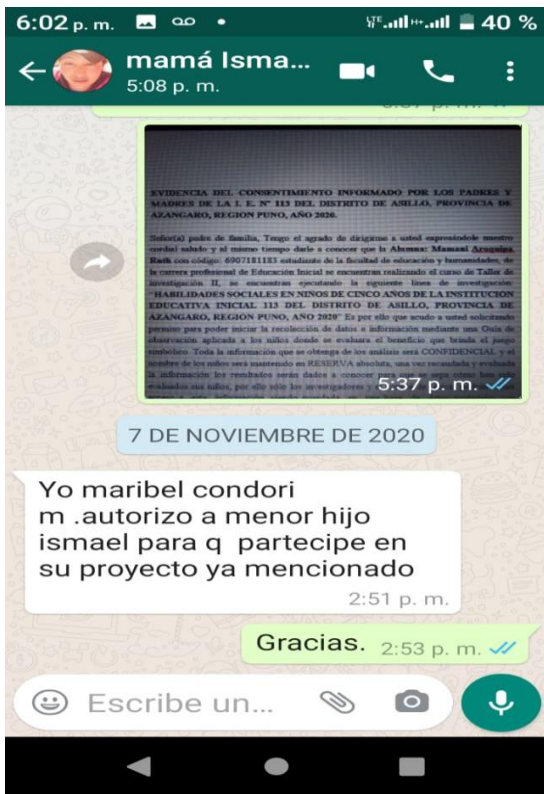 6:02 p. m.
40 %
mamá Isma...
5:08 p. m.
EVIDENCIA DEL CONSENTIMIENTO INFORMADO POR LOS PADRES Y
MADRES DE LA I. E. N° 113 DEL DISTRITO DE ASILLO, PROVINCIA DE
AZANGARO, REGION PUNO, AÑO 2020.
Señor(a) padre de familia, Tengo el agrado de dirigirme a usted expresándole nuestro
cordial saludo y al mismo tiempo darle a conocer que la Alumna: Mamani Araquipa,
Ruth con código: 6907181183 estudiante de la facultad de educación y humanidades, de
la carrera profesional de Educación Inicial se encuentran realizando el curso de Taller de
investigación II, se encuentran ejecutando la siguiente línea de investigación:
"HABILIDADES SOCIALES EN NIÑOS DE CINCO AÑOS DE LA INSTITUCION
EDUCATIVA INICIAL 113 DEL DISTRITO DE ASILLO, PROVINCIA DE
AZANGARO, REGION PUNO, AÑO 2020" Es por ello que acudo a usted solicitando
permiso para poder iniciar la recolección de datos e información mediante una Guía de
observación aplicada a los niños donde se evaluara el beneficio que brinda el juego
simbólico. Toda la información que se obtenga de los análisis será CONFIDENCIAL y el
nombre de los niños será mantenido en RESERVA absoluta, una vez recaudada y evaluada
la información los resultados serán dados a conocer para que se sepa cómo han sido
evaluados sus niños, por ello sólo los investigadores y
5:37 p. m.
7 DE NOVIEMBRE DE 2020
Yo maribel condori
m .autorizo a menor hijo
ismael para q partecipe en
su proyecto ya mencionado
2:51 p. m.
Gracias. 2:53 p. m.
Escribe un...